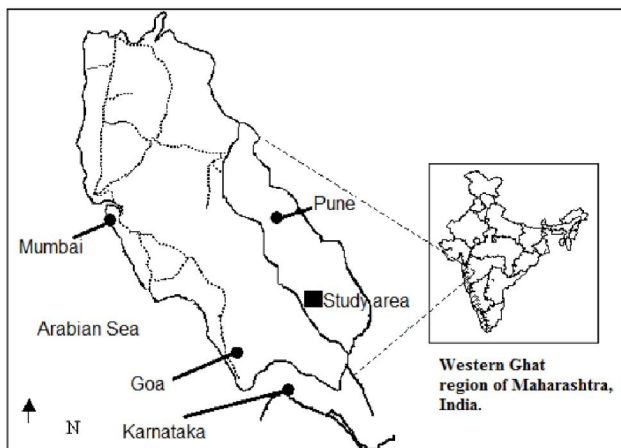 Pune
Mumbai
Study area
Arabian Sea
Goa
Karnataka
N
Western Ghat
region of Maharashtra,
India.